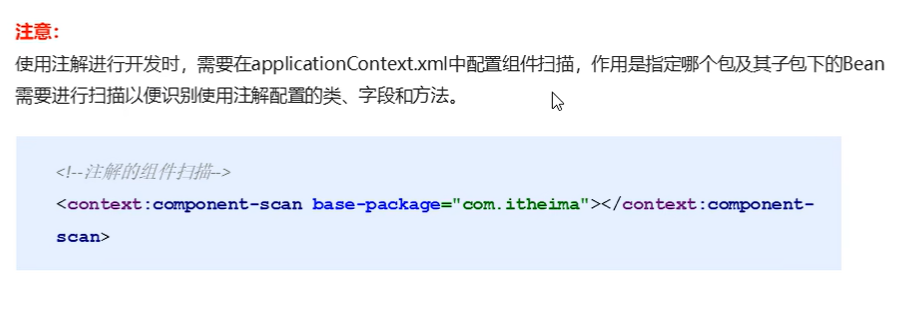 注意：
使用注解进行开发时，需要在applicationContext.xml中配置组件扫描，作用是指定哪个包及其子包下的Bean
需要进行扫描以便识别使用注解配置的类、字段和方法。
<!--注解的组件扫描-->
<context:component-scan base-package="com.itheima"></context:component-
scan>